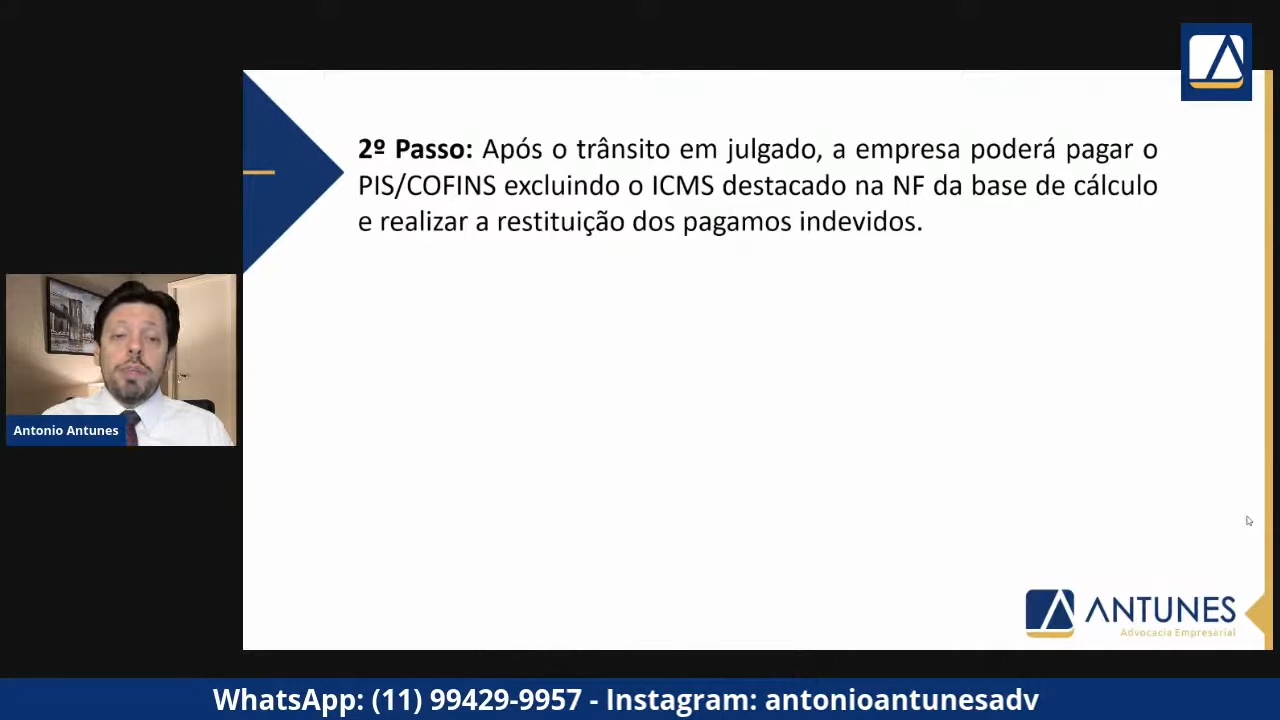 2º Passo: Após o trânsito em julgado, a empresa poderá pagar o
PIS/COFINS excluindo o ICMS destacado na NF da base de cálculo
e realizar a restituição dos pagamos indevidos.
Antonio Antunes
ANTUNES
Advocacia Empresarial
WhatsApp: (11) 99429-9957 - Instagram: antonioantunesadv